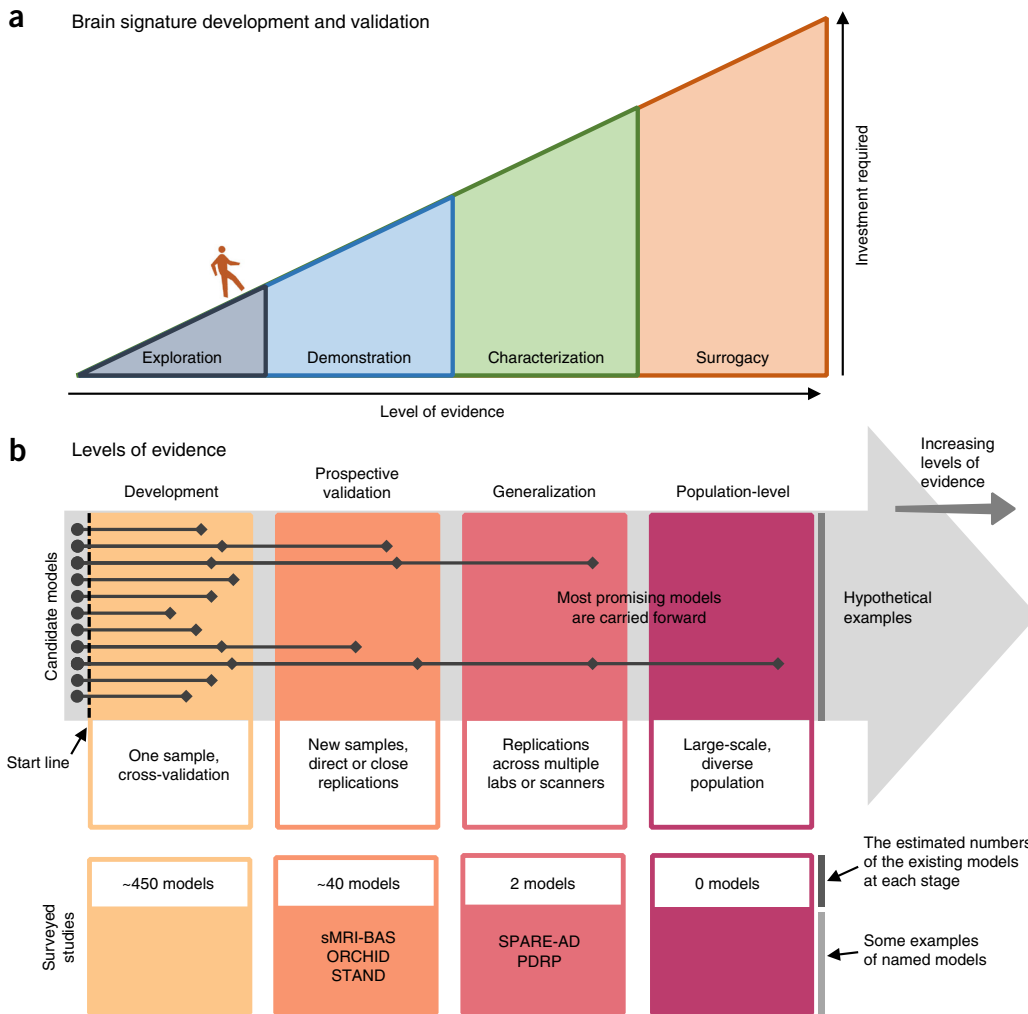 a
Brain signature development and validation
Investment required
Exploration
Demonstration
Characterization
Surrogacy
Level of evidence
b
Levels of evidence
Increasing
levels of
evidence
Development
Prospective
validation
Generalization
Population-level
Candidate models
Most promising models
are carried forward
Hypothetical
examples
Start line
One sample,
cross-validation
New samples,
direct or close
replications
Replications
across multiple
labs or scanners
Large-scale,
diverse
population
The estimated numbers
of the existing models
at each stage
~450 models
~40 models
2 models
0 models
Surveyed
studies
sMRI-BAS
ORCHID
STAND
SPARE-AD
PDRP
Some examples
of named models